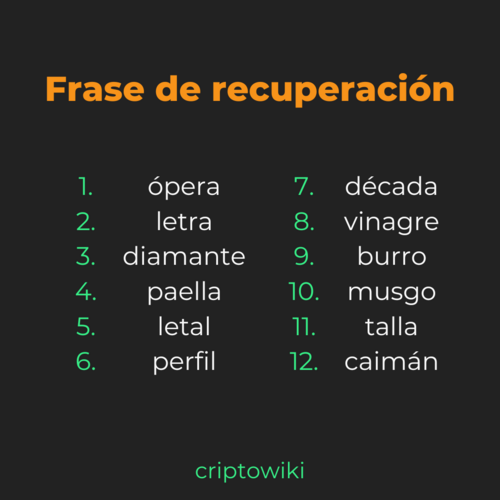 Frase de recuperación
1. ópera
2. letra
3. diamante
4. paella
5. letal
6. perfil
7. década
8. vinagre
9. burro
10. musgo
11. talla
12. caimán
criptowiki